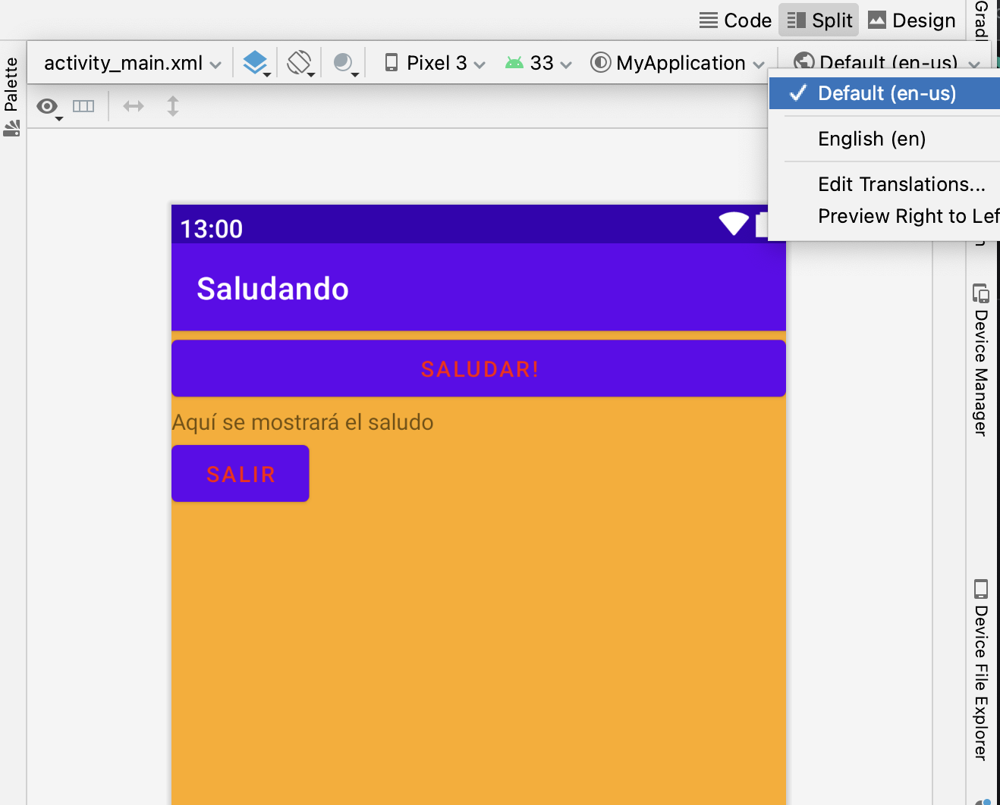 Code Split Design
activity_main.xml Pixel 3 33 MyApplication Default (en-us)
Default (en-us)
English (en)
Edit Translations...
Preview Right to Lef
Palette
13:00
Saludando
SALUDAR!
Aquí se mostrará el saludo
SALIR
Gradl
Device Manager
Device File Explorer